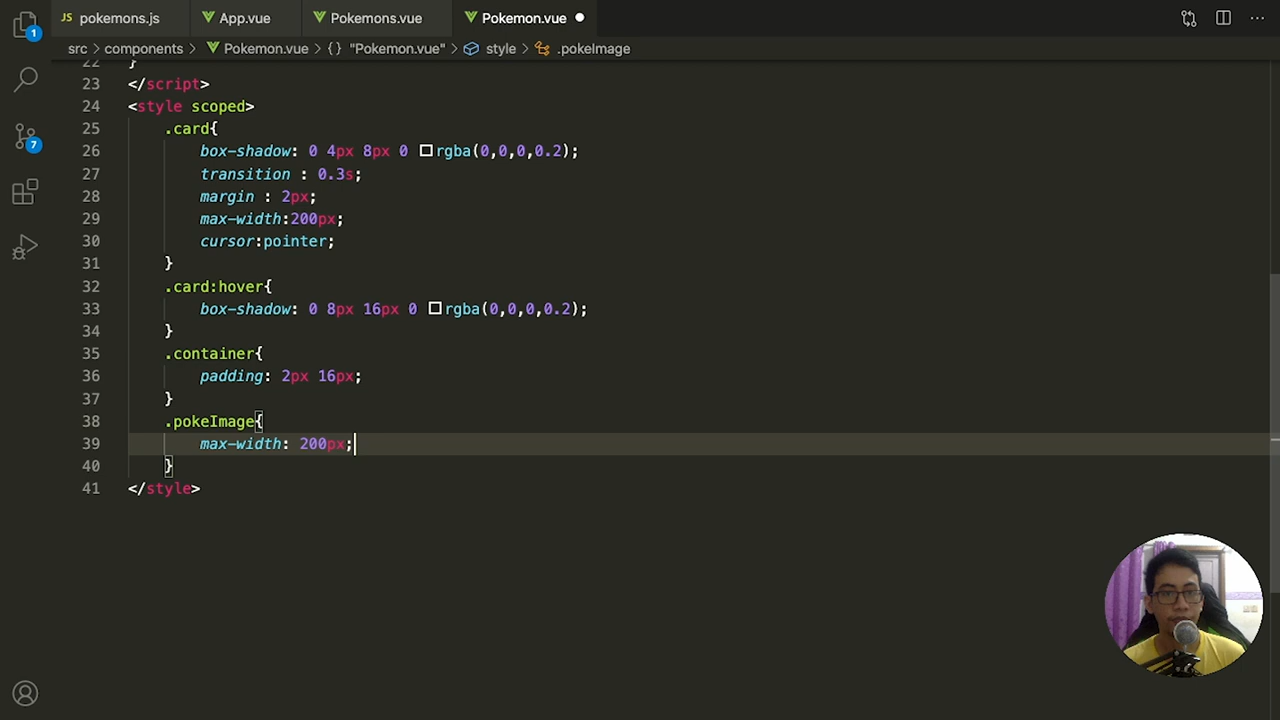 pokemons.js App.vue Pokemons.vue Pokemon.vue
src > components > Pokemon.vue > {} "Pokemon.vue" > style > .pokeImage
1
7
22 }
23 </script>
24 <style scoped>
25 .card{
26 box-shadow: 0 4px 8px 0 rgba(0,0,0,0.2);
27 transition : 0.3s;
28 margin : 2px;
29 max-width:200px;
30 cursor:pointer;
31 }
32 .card:hover{
33 box-shadow: 0 8px 16px 0 rgba(0,0,0,0.2);
34 }
35 .container{
36 padding: 2px 16px;
37 }
38 .pokeImage{
39 max-width: 200px;
40 }
41 </style>